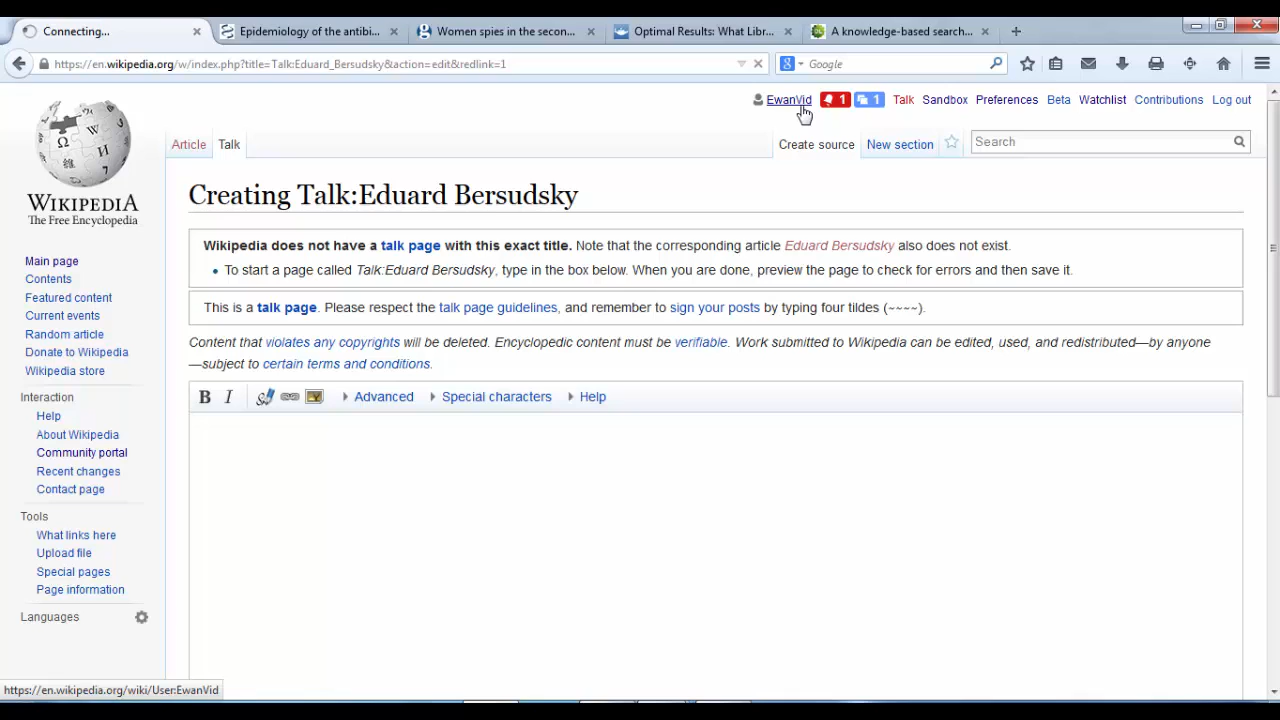 Connecting...
Epidemiology of the antibi...
Women spies in the secon...
Optimal Results: What Libr...
A knowledge-based search...
https://en.wikipedia.org/w/index.php?title=Talk:Eduard_Bersudsky&action=edit&redlink=1
Google
EwanVid 1 1 Talk Sandbox Preferences Beta Watchlist Contributions Log out
Article Talk Create source New section Search
WIKIPEDIA
The Free Encyclopedia
Creating Talk:Eduard Bersudsky
Wikipedia does not have a talk page with this exact title. Note that the corresponding article Eduard Bersudsky also does not exist.
• To start a page called Talk:Eduard Bersudsky, type in the box below. When you are done, preview the page to check for errors and then save it.
This is a talk page. Please respect the talk page guidelines, and remember to sign your posts by typing four tildes (~~~~).
Content that violates any copyrights will be deleted. Encyclopedic content must be verifiable. Work submitted to Wikipedia can be edited, used, and redistributed—by anyone
—subject to certain terms and conditions.
B I Advanced Special characters Help
Main page
Contents
Featured content
Current events
Random article
Donate to Wikipedia
Wikipedia store
Interaction
Help
About Wikipedia
Community portal
Recent changes
Contact page
Tools
What links here
Upload file
Special pages
Page information
Languages
https://en.wikipedia.org/wiki/User:EwanVid